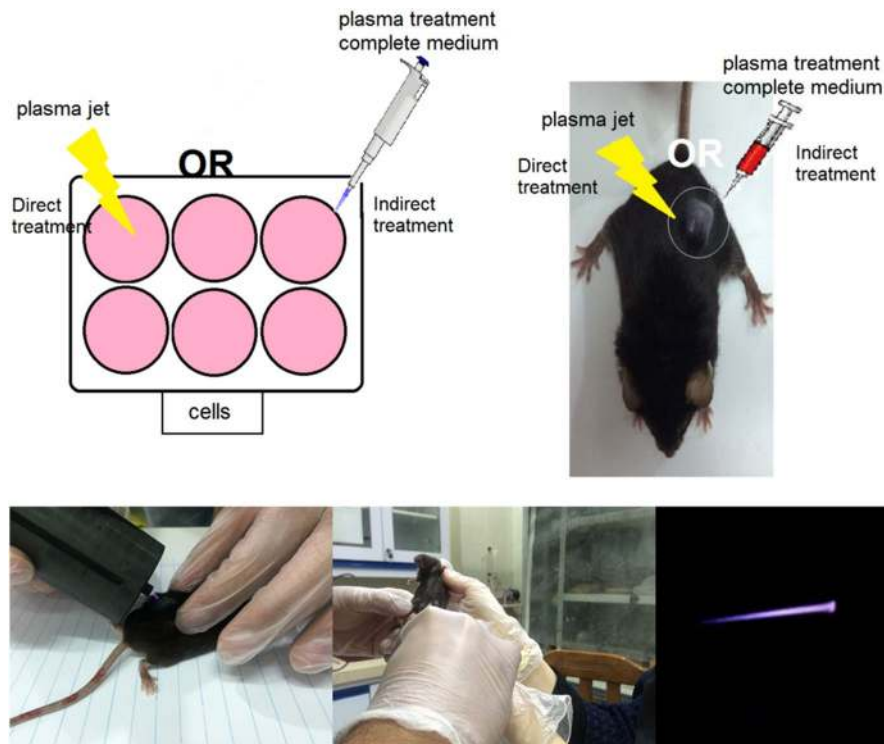 plasma treatment
complete medium
plasma jet
OR
Direct
treatment
Indirect
treatment
cells
plasma treatment
complete medium
plasma jet
OR
Direct
treatment
Indirect
treatment